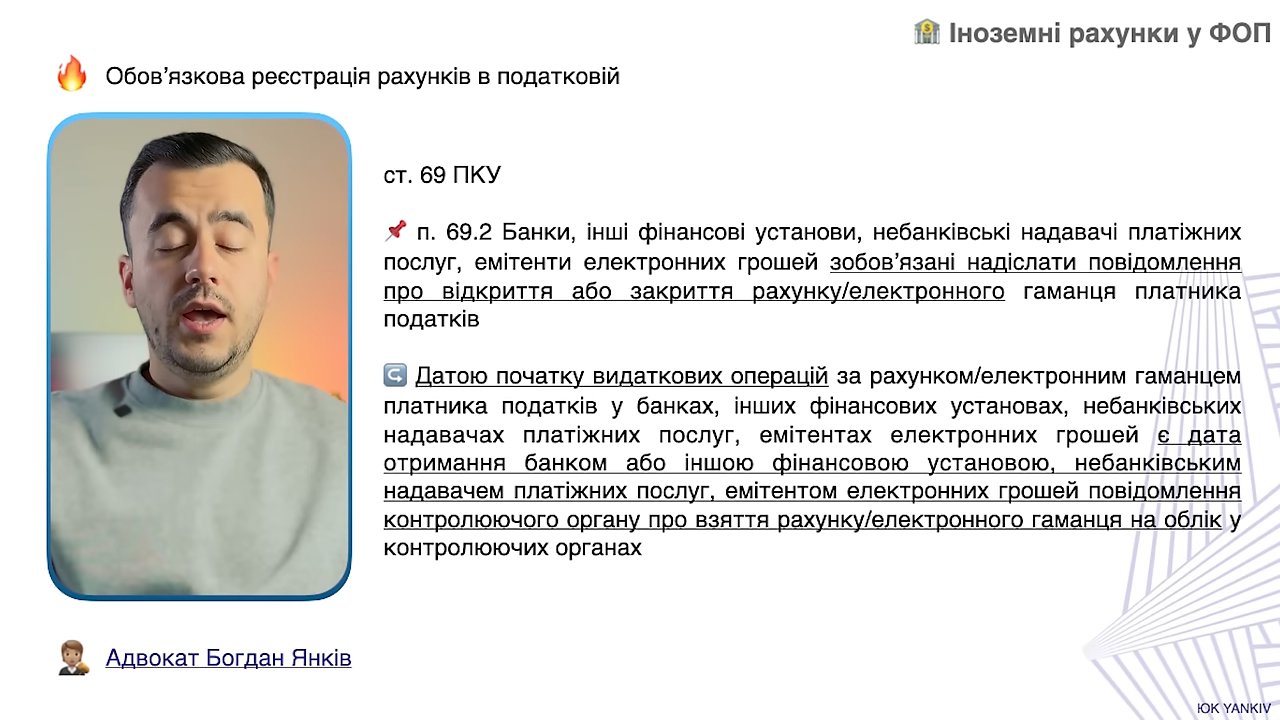 Іноземні рахунки у ФОП
Обов’язкова реєстрація рахунків в податковій
ст. 69 ПКУ
п. 69.2 Банки, інші фінансові установи, небанківські надавачі платіжних
послуг, емітенти електронних грошей зобов’язані надіслати повідомлення
про відкриття або закриття рахунку/електронного гаманця платника
податків
Датою початку видаткових операцій за рахунком/електронним гаманцем
платника податків у банках, інших фінансових установах, небанківських
надавачах платіжних послуг, емітентах електронних грошей є дата
отримання банком або іншою фінансовою установою, небанківським
надавачем платіжних послуг, емітентом електронних грошей повідомлення
контролюючого органу про взяття рахунку/електронного гаманця на облік у
контролюючих органах
Адвокат Богдан Янків
ЮК YANKIV